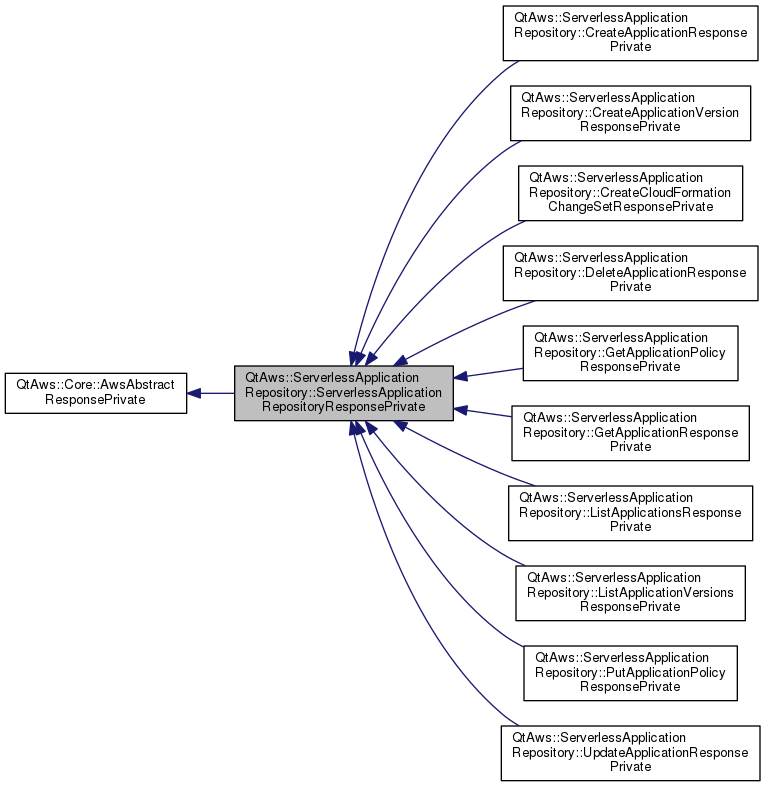 QtAws::Core::AwsAbstract
ResponsePrivate
QtAws::ServerlessApplication
Repository::ServerlessApplication
RepositoryResponsePrivate
QtAws::ServerlessApplication
Repository::CreateApplicationResponse
Private
QtAws::ServerlessApplication
Repository::CreateApplicationVersion
ResponsePrivate
QtAws::ServerlessApplication
Repository::CreateCloudFormation
ChangeSetResponsePrivate
QtAws::ServerlessApplication
Repository::DeleteApplicationResponse
Private
QtAws::ServerlessApplication
Repository::GetApplicationPolicy
ResponsePrivate
QtAws::ServerlessApplication
Repository::GetApplicationResponse
Private
QtAws::ServerlessApplication
Repository::ListApplicationsResponse
Private
QtAws::ServerlessApplication
Repository::ListApplicationVersions
ResponsePrivate
QtAws::ServerlessApplication
Repository::PutApplicationPolicy
ResponsePrivate
QtAws::ServerlessApplication
Repository::UpdateApplicationResponse
Private